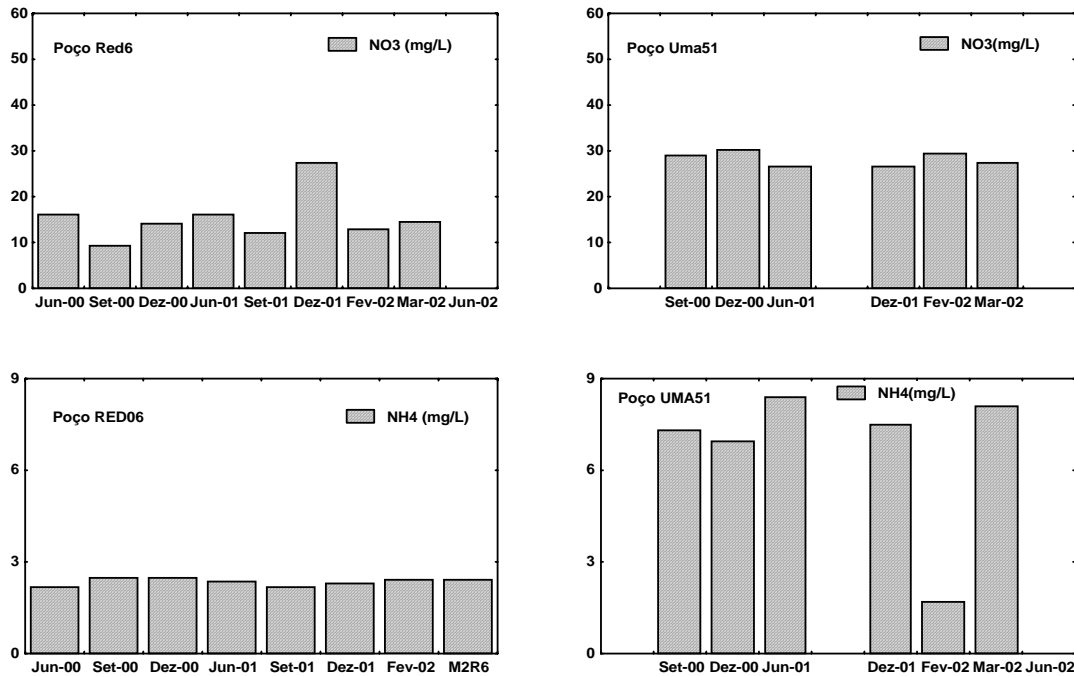 60
50
40
30
20
10
0
Poço Red6
NO3 (mg/L)
Jun-00 Set-00 Dez-00 Jun-01 Set-01 Dez-01 Fev-02 Mar-02 Jun-02
60
50
40
30
20
10
0
Poço Uma51
NO3(mg/L)
Set-00 Dez-00 Jun-01 Dez-01 Fev-02 Mar-02
9
6
3
0
Poço RED06
NH4 (mg/L)
Jun-00 Set-00 Dez-00 Jun-01 Set-01 Dez-01 Fev-02 M2R6
9
6
3
0
Poço UMA51
NH4(mg/L)
Set-00 Dez-00 Jun-01 Dez-01 Fev-02 Mar-02 Jun-02